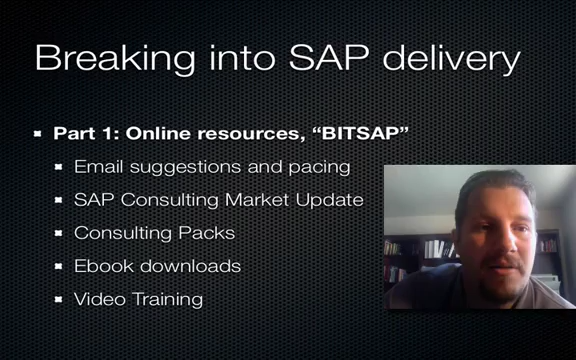 Breaking into SAP delivery
Part 1: Online resources, “BITSAP”
Email suggestions and pacing
SAP Consulting Market Update
Consulting Packs
Ebook downloads
Video Training